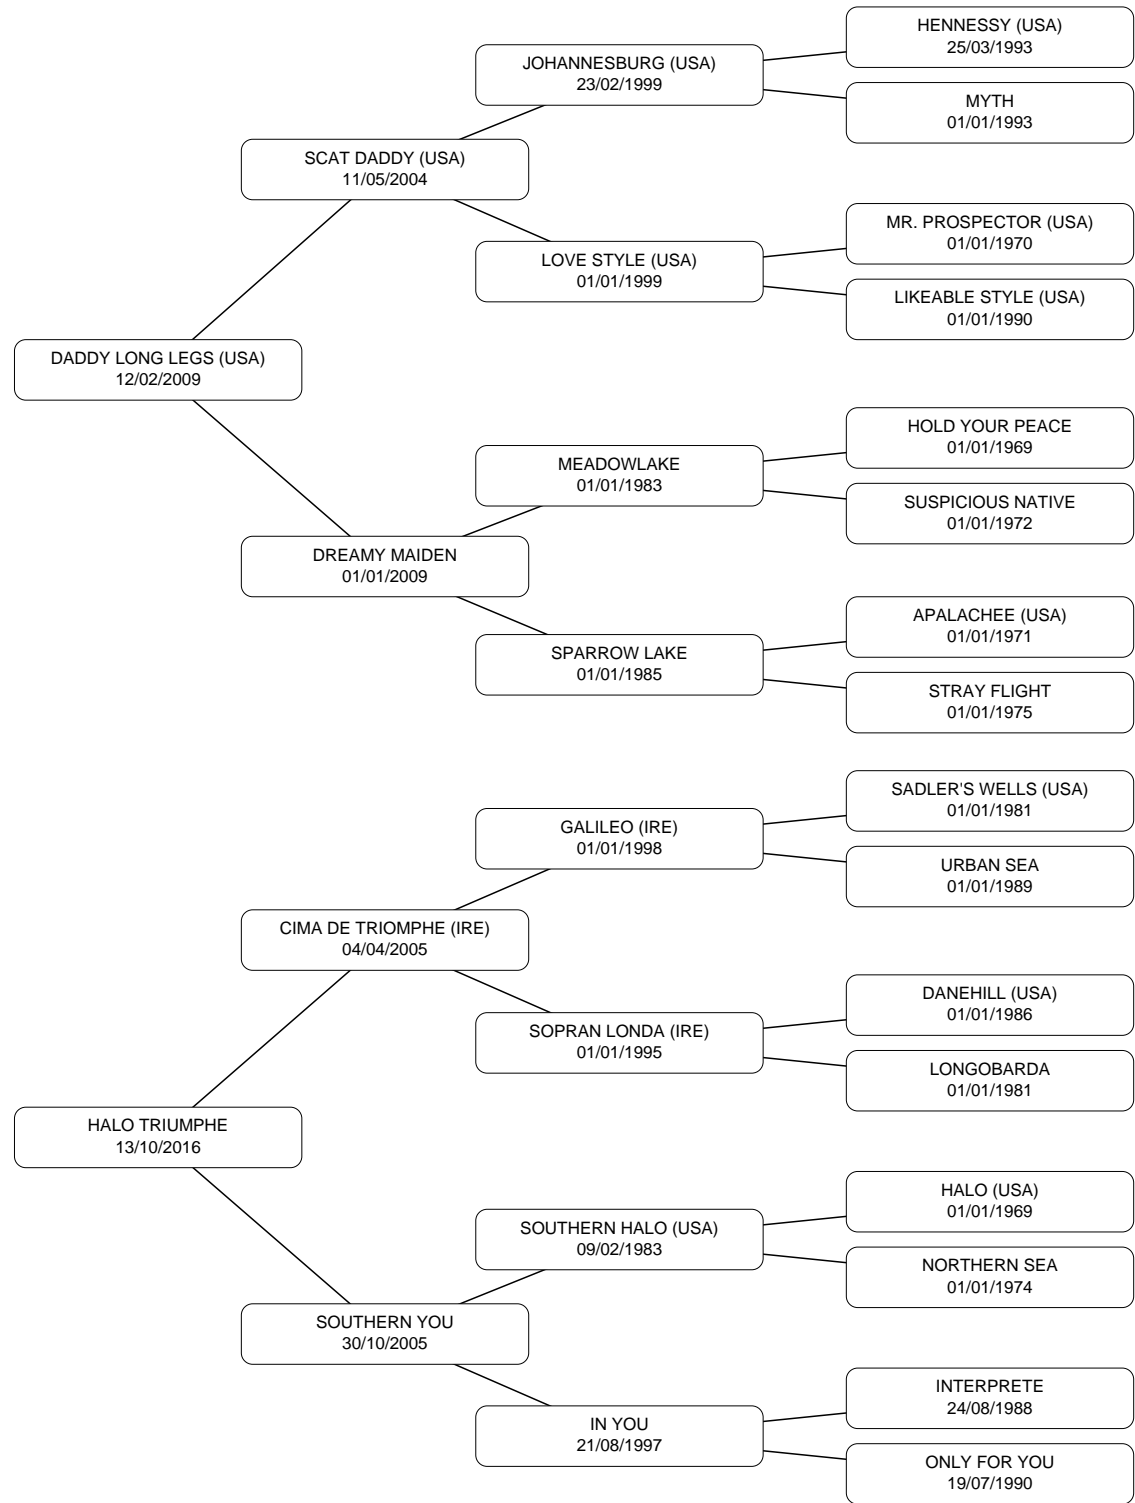 HENNESSY (USA)
25/03/1993
JOHANNESBURG (USA)
23/02/1999
MYTH
01/01/1993
SCAT DADDY (USA)
11/05/2004
MR. PROSPECTOR (USA)
01/01/1970
LOVE STYLE (USA)
01/01/1999
LIKEABLE STYLE (USA)
01/01/1990
DADDY LONG LEGS (USA)
12/02/2009
HOLD YOUR PEACE
01/01/1969
MEADOWLAKE
01/01/1983
SUSPICIOUS NATIVE
01/01/1972
DREAMY MAIDEN
01/01/2009
APALACHEE (USA)
01/01/1971
SPARROW LAKE
01/01/1985
STRAY FLIGHT
01/01/1975
SADLER'S WELLS (USA)
01/01/1981
GALILEO (IRE)
01/01/1998
URBAN SEA
01/01/1989
CIMA DE TRIOMPHE (IRE)
04/04/2005
DANEHILL (USA)
01/01/1986
SOPRAN LONDA (IRE)
01/01/1995
LONGOBARDA
01/01/1981
HALO TRIUMPHE
13/10/2016
HALO (USA)
01/01/1969
SOUTHERN HALO (USA)
09/02/1983
NORTHERN SEA
01/01/1974
SOUTHERN YOU
30/10/2005
INTERPRETE
24/08/1988
IN YOU
21/08/1997
ONLY FOR YOU
19/07/1990